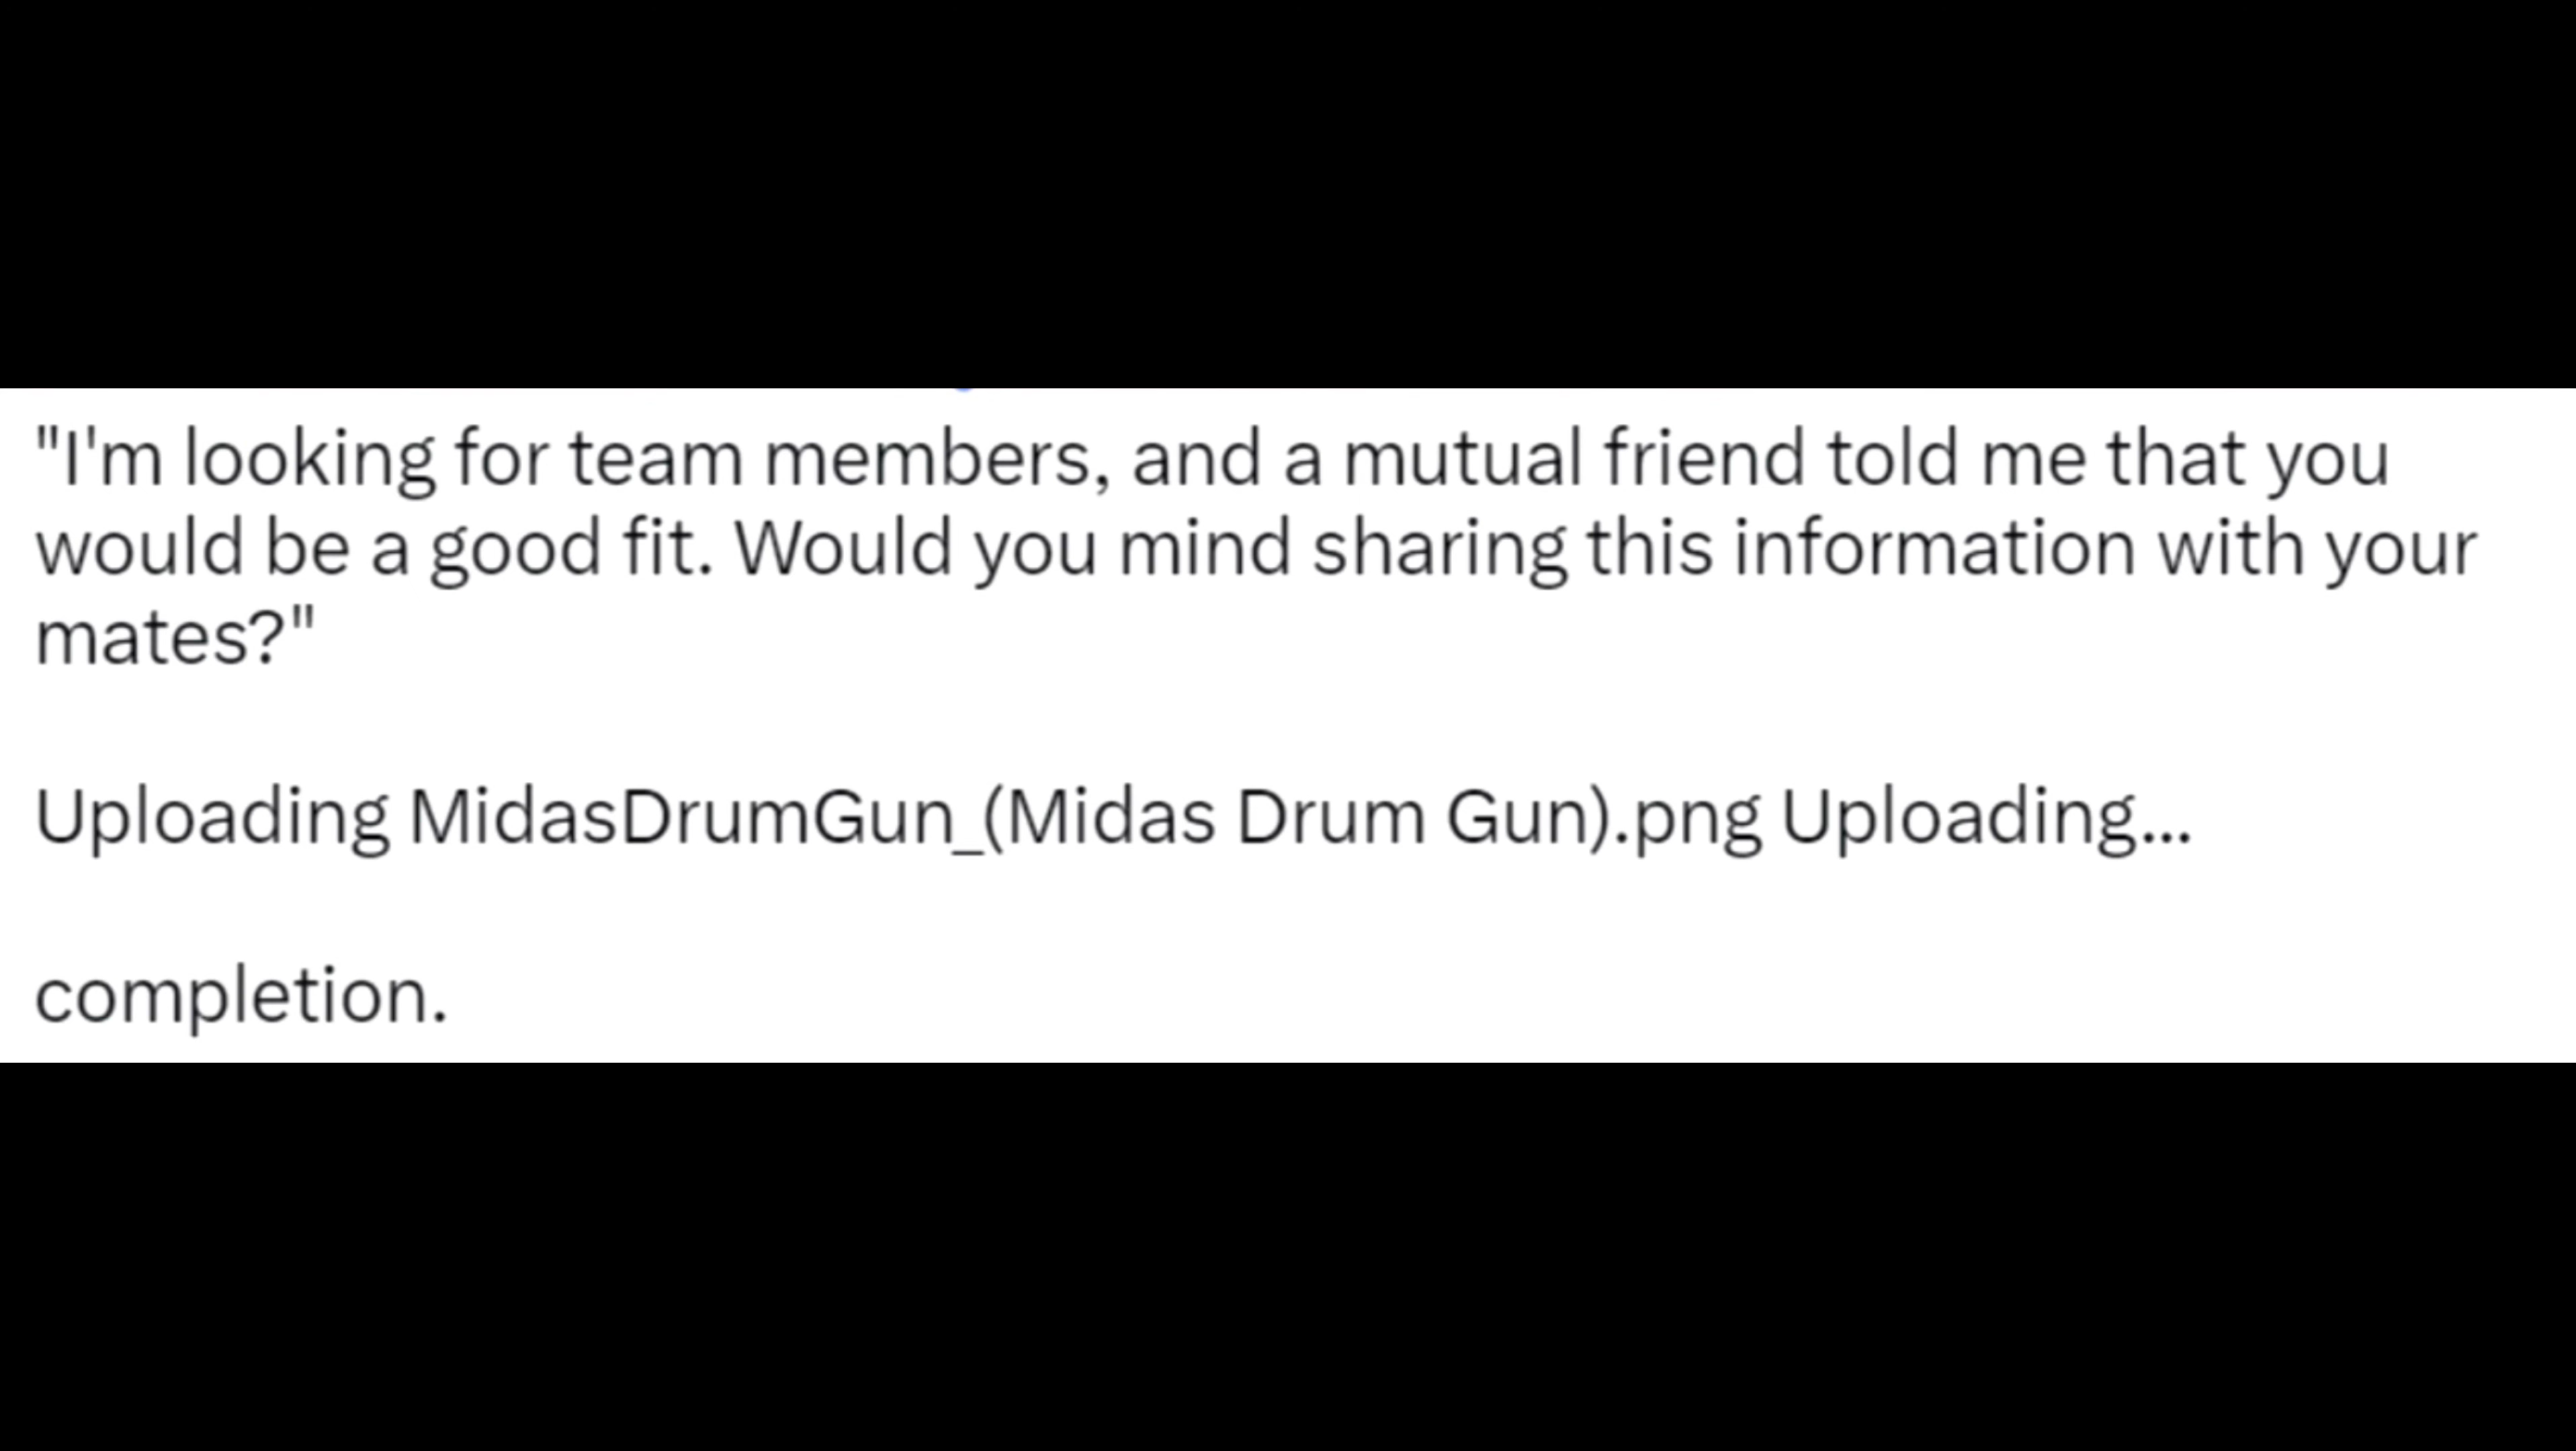 "I'm looking for team members, and a mutual friend told me that you
would be a good fit. Would you mind sharing this information with your
mates?"
Uploading MidasDrumGun_(Midas Drum Gun).png Uploading...
completion.